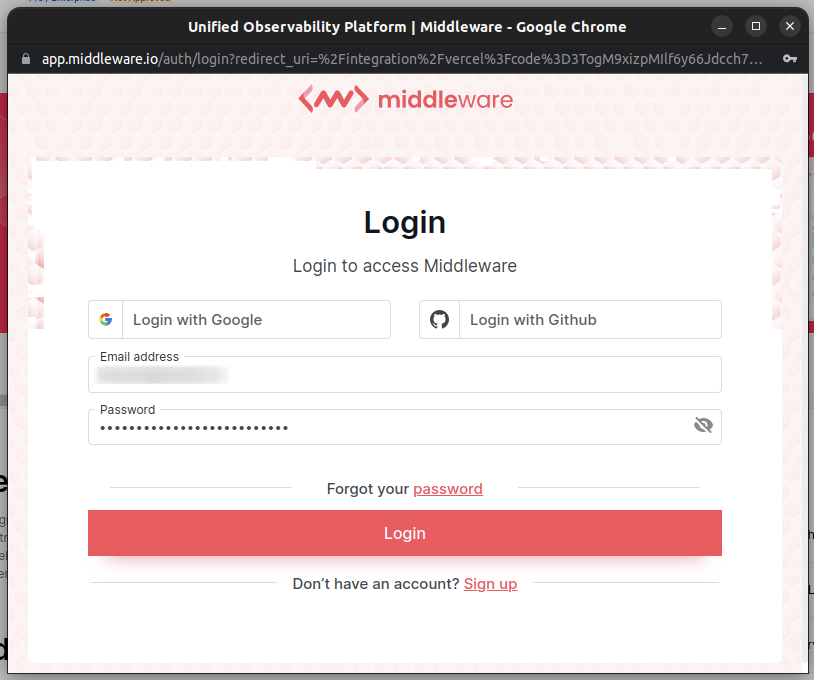 Unified Observability Platform | Middleware - Google Chrome
app.middleware.io/auth/login?redirect_uri=%2Fintegration%2Fvercel%3Fcode%3D3TogM9xizpMIlf6y66Jdcch7...
middleware
Login
Login to access Middleware
Login with Google
Login with Github
Email address
Password
••••••••••••••••••••••••••
Forgot your password
Login
Don't have an account? Sign up